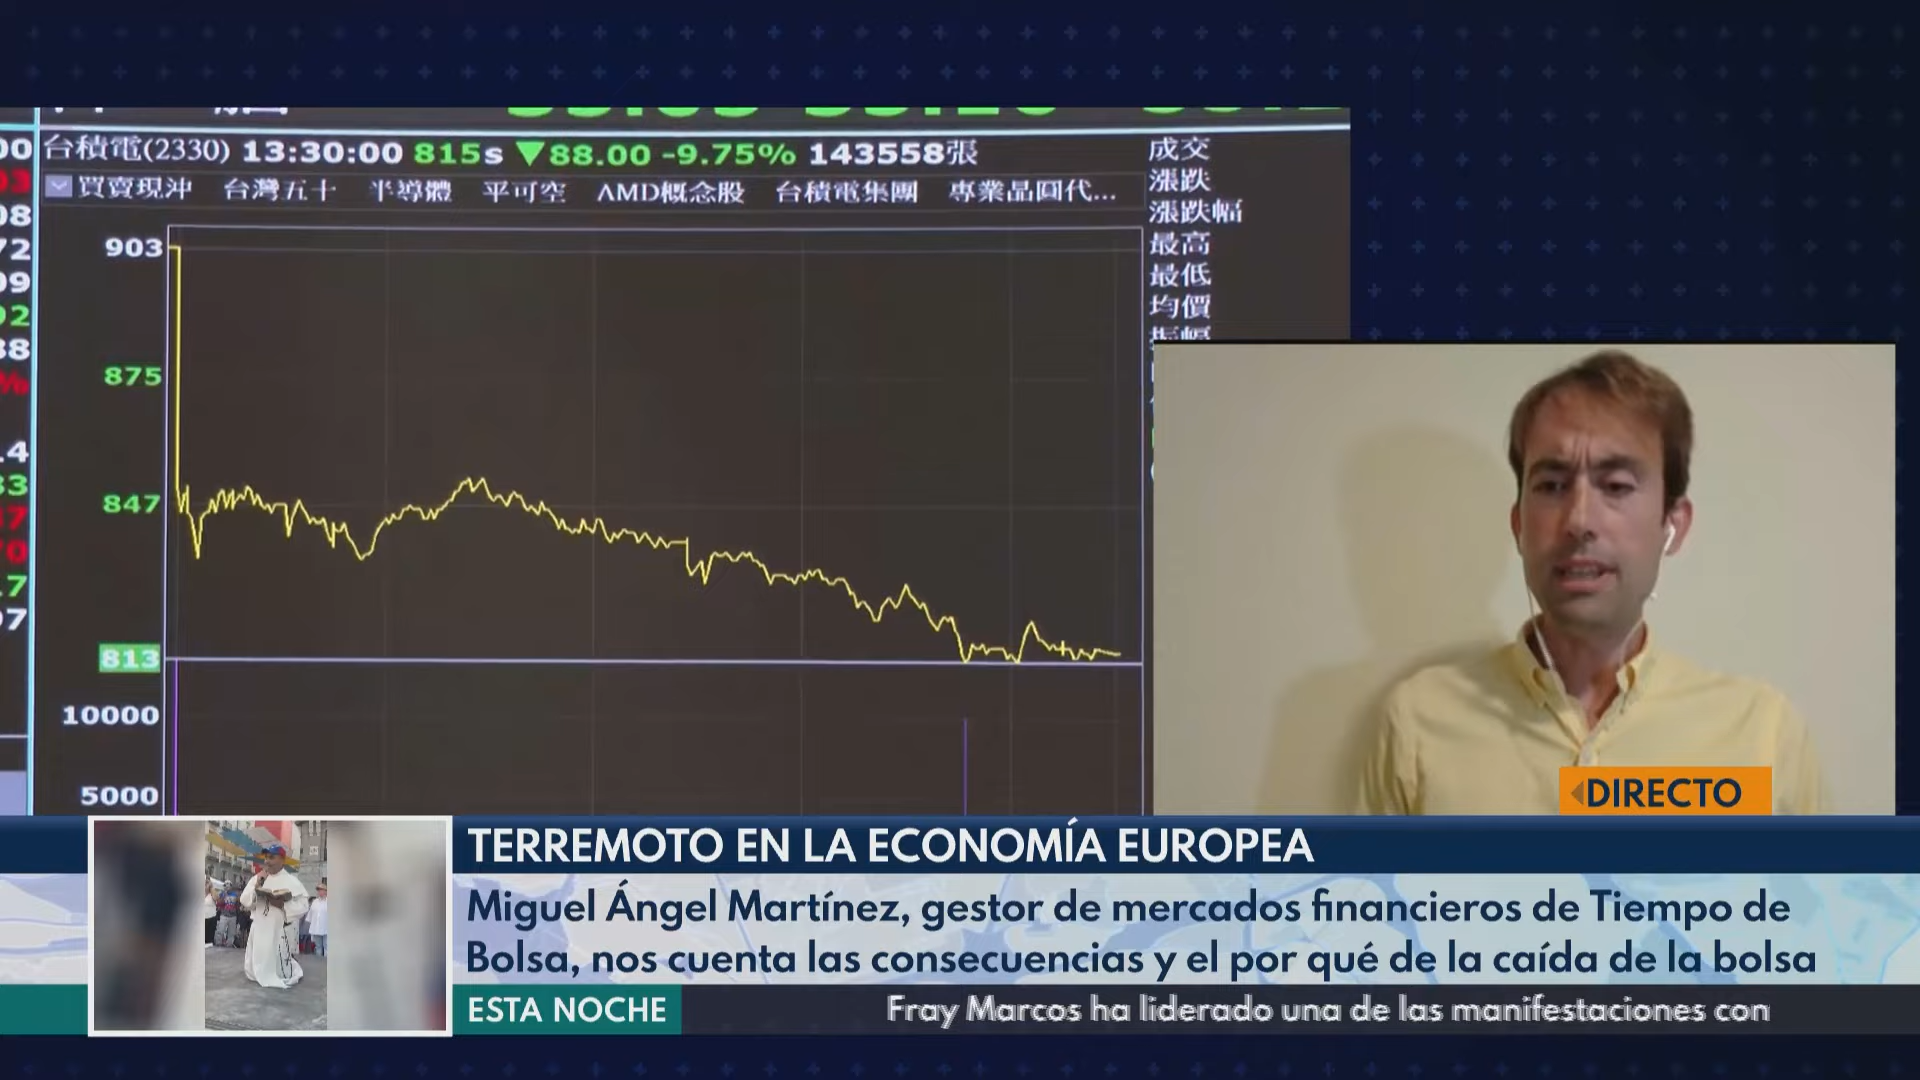 台積電(2330) 13:30:00 815s ▼88.00 -9.75% 143558張
買賣現沖 台灣五十 半導體 平可空 AMD概念股 台積電集團 專業晶圓代...
成交
漲跌
漲跌幅
最高
最低
均價
振幅
903
875
847
813
10000
5000
DIRECTO
TERREMOTO EN LA ECONOMÍA EUROPEA
Miguel Ángel Martínez, gestor de mercados financieros de Tiempo de
Bolsa, nos cuenta las consecuencias y el por qué de la caída de la bolsa
ESTA NOCHE
Fray Marcos ha liderado una de las manifestaciones con